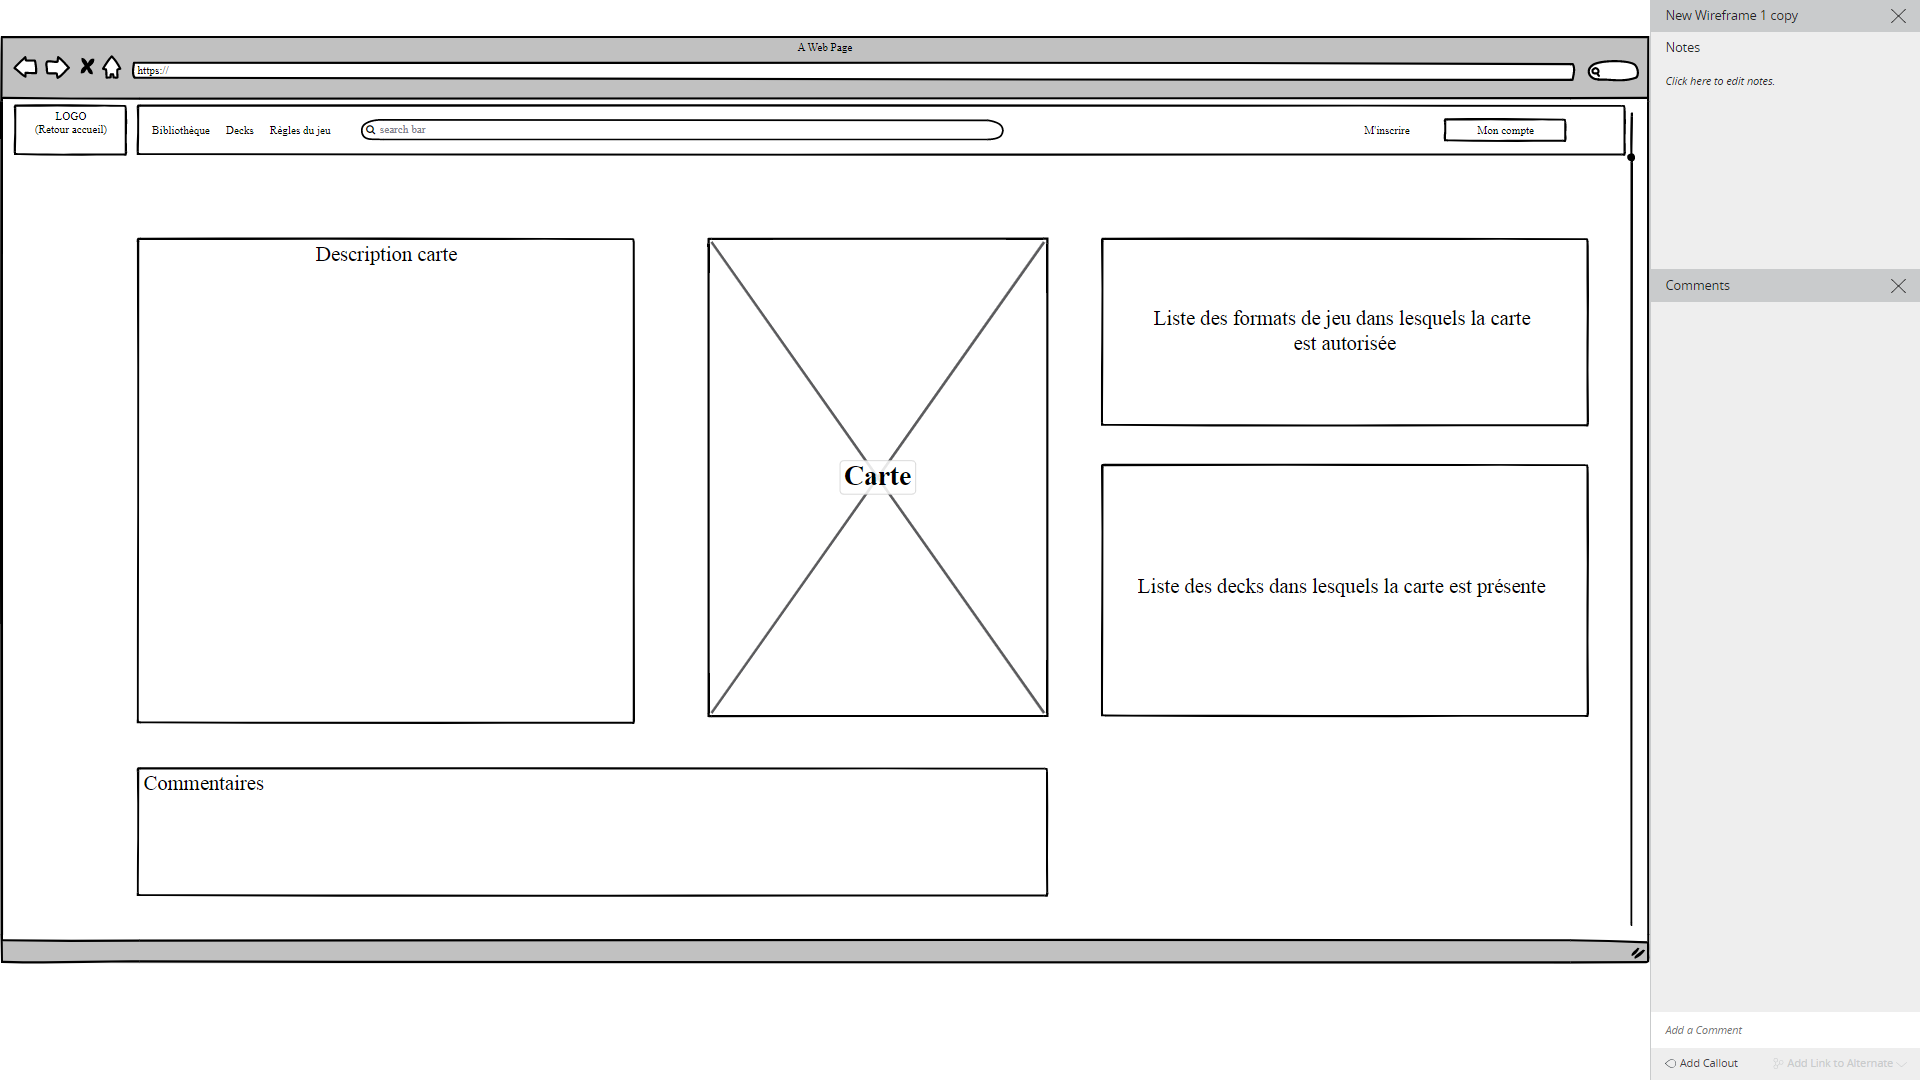 New Wireframe 1 copy
Notes
Click here to edit notes.
A Web Page
https://
LOGO
(Retour accueil)
Bibliothèque
Decks
Règles du jeu
search bar
M'inscrire
Mon compte
Description carte
Carte
Liste des formats de jeu dans lesquels la carte
est autorisée
Liste des decks dans lesquels la carte est présente
Commentaires
Comments
Add a Comment
Add Callout
Add Link to Alternate